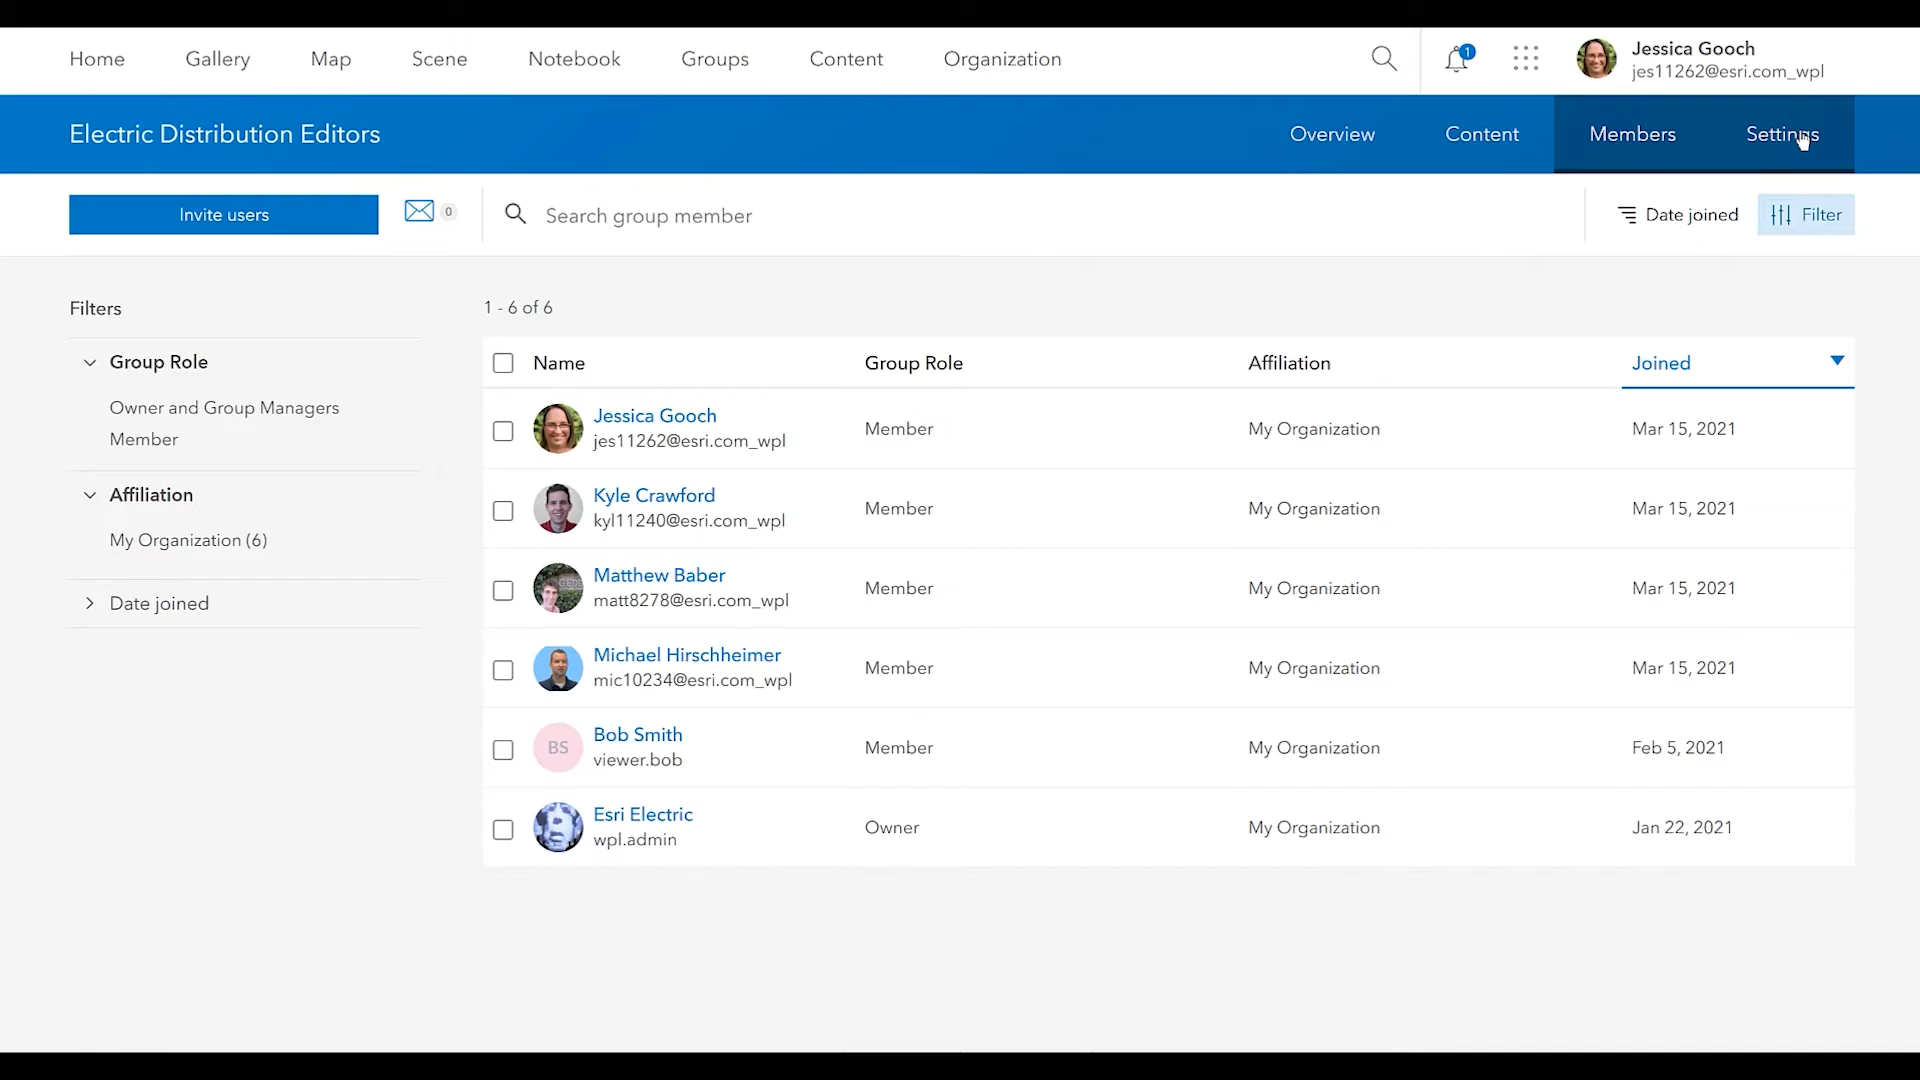 Home Gallery Map Scene Notebook Groups Content Organization 1 Jessica Gooch
jes11262@esri.com_wpl
Electric Distribution Editors Overview Content Members Settings
Invite users 0 Search group member Date joined Filter
Filters
Group Role
Owner and Group Managers
Member
Affiliation
My Organization (6)
Date joined
1 - 6 of 6
Name Group Role Affiliation Joined
Jessica Gooch
jes11262@esri.com_wpl
Member My Organization Mar 15, 2021
Kyle Crawford
kyl11240@esri.com_wpl
Member My Organization Mar 15, 2021
Matthew Baber
matt8278@esri.com_wpl
Member My Organization Mar 15, 2021
Michael Hirschheimer
mic10234@esri.com_wpl
Member My Organization Mar 15, 2021
BS
Bob Smith
viewer.bob
Member My Organization Feb 5, 2021
Esri Electric
wpl.admin
Owner My Organization Jan 22, 2021